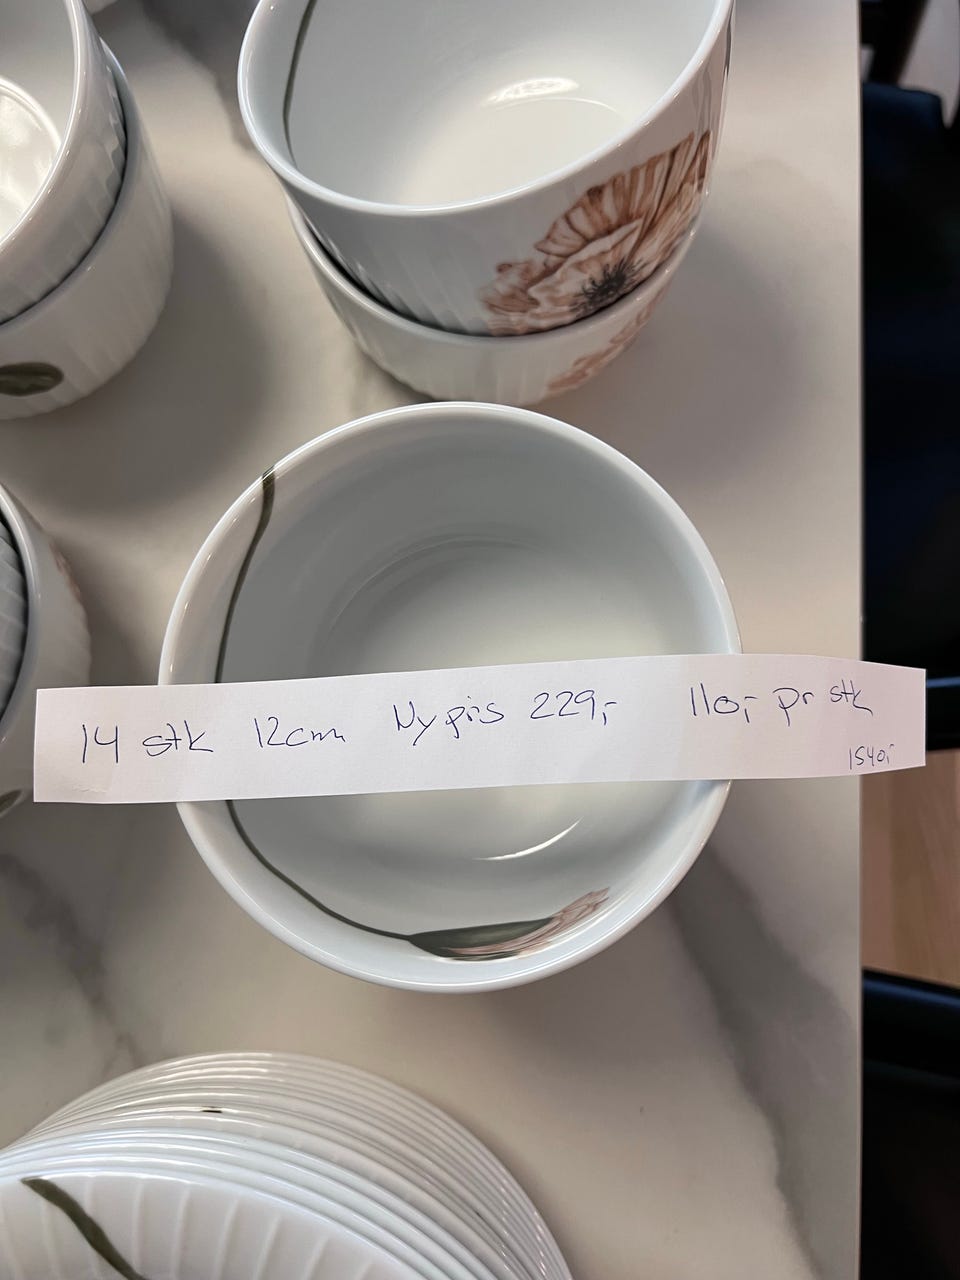 14 stk 12cm Nypris 229,- 110,- pr stk
1540,-